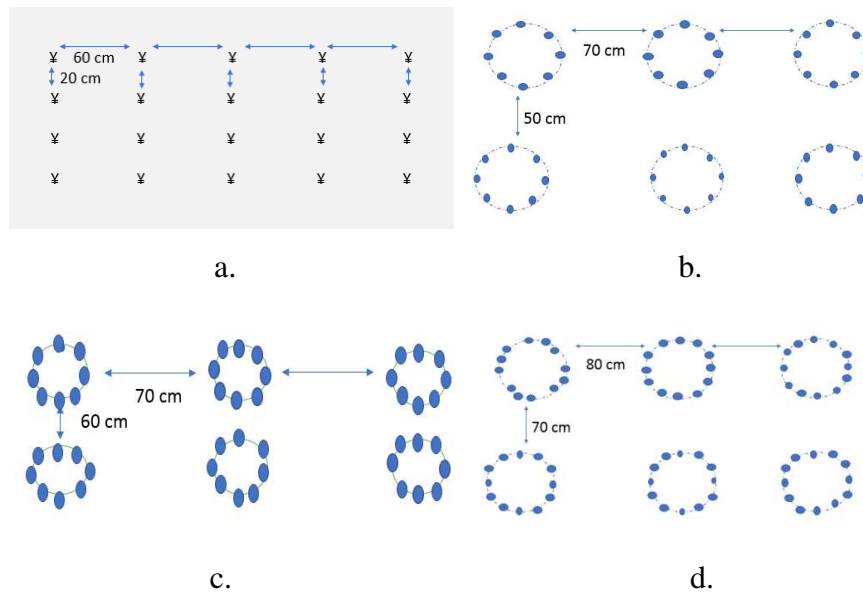 ¥ 60 cm ¥ ¥ ¥ ¥
20 cm
¥ ¥ ¥ ¥ ¥
¥ ¥ ¥ ¥ ¥
¥ ¥ ¥ ¥ ¥
a.
70 cm
50 cm
b.
70 cm
60 cm
c.
80 cm
70 cm
d.